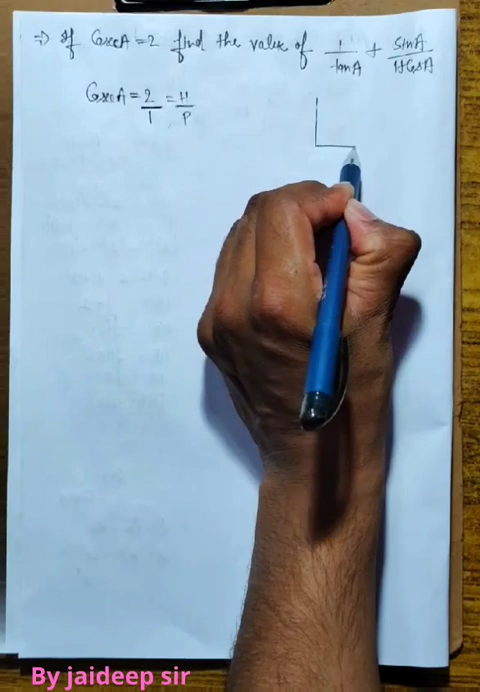 ⇒ If CosecA = 2 find the value of 1/tanA + sinA/1+CosA
CosecA = 2/1 = H/P
By jaideep sir